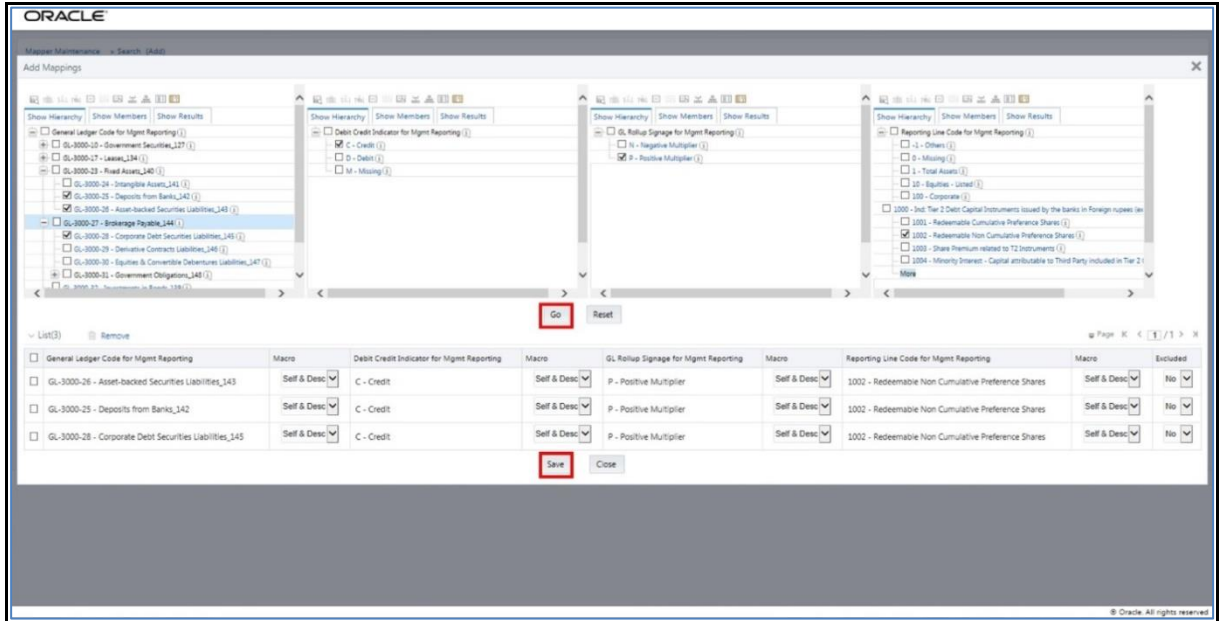 ORACLE
Mapper Maintenance » Search (Add)
Add Mappings
Show Hierarchy Show Members Show Results
General Ledger Code for Mgmt Reporting
GL-3000-10 - Government Securities_127
GL-3000-17 - Leases_134
GL-3000-23 - Fixed Assets_140
GL-3000-24 - Intangible Assets_141
GL-3000-25 - Deposits from Banks_142
GL-3000-26 - Asset-backed Securities Liabilities_143
GL-3000-27 - Brokerage Payable_144
GL-3000-28 - Corporate Debt Securities Liabilities_145
GL-3000-29 - Derivative Contracts Liabilities_146
GL-3000-30 - Equities & Convertible Debentures Liabilities_147
GL-3000-31 - Government Obligations_148
Show Hierarchy Show Members Show Results
Debit Credit Indicator for Mgmt Reporting
C - Credit
D - Debit
M - Missing
Show Hierarchy Show Members Show Results
GL Rollup Signage for Mgmt Reporting
N - Negative Multiplier
P - Positive Multiplier
Show Hierarchy Show Members Show Results
Reporting Line Code for Mgmt Reporting
-1 - Others
0 - Missing
1 - Total Assets
10 - Equities - Listed
100 - Corporate
1000 - Ind: Tier 2 Debt Capital Instruments issued by the banks in Foreign rupees
1001 - Redeemable Cumulative Preference Shares
1002 - Redeemable Non Cumulative Preference Shares
1003 - Share Premium related to T2 Instruments
1004 - Minority Interest - Capital attributable to Third Party included in Tier 2
More
Go Reset
List(3) Remove Page 1 / 1
General Ledger Code for Mgmt Reporting Macro Debit Credit Indicator for Mgmt Reporting Macro GL Rollup Signage for Mgmt Reporting Macro Reporting Line Code for Mgmt Reporting Macro Excluded
GL-3000-26 - Asset-backed Securities Liabilities_143 Self & Desc C - Credit Self & Desc P - Positive Multiplier Self & Desc 1002 - Redeemable Non Cumulative Preference Shares Self & Desc No
GL-3000-25 - Deposits from Banks_142 Self & Desc C - Credit Self & Desc P - Positive Multiplier Self & Desc 1002 - Redeemable Non Cumulative Preference Shares Self & Desc No
GL-3000-28 - Corporate Debt Securities Liabilities_145 Self & Desc C - Credit Self & Desc P - Positive Multiplier Self & Desc 1002 - Redeemable Non Cumulative Preference Shares Self & Desc No
Save Close
© Oracle. All rights reserved